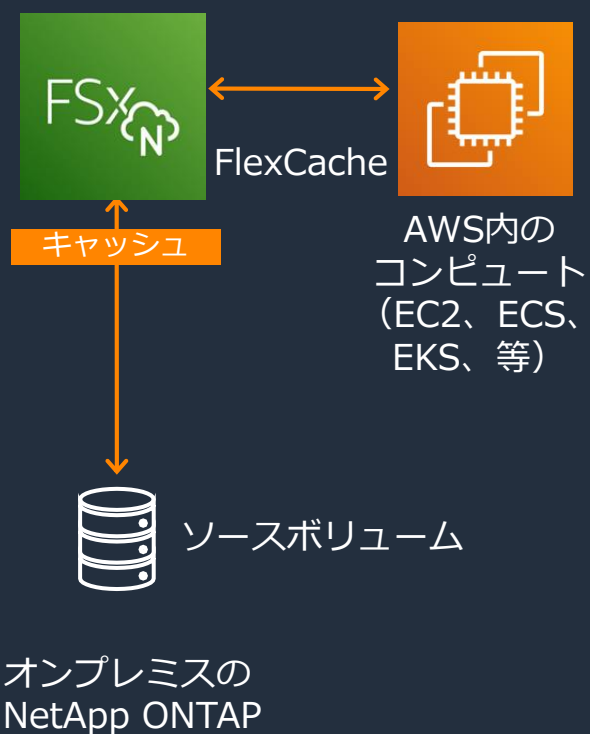 FSx
N
FlexCache
キャッシュ
AWS内の
コンピュート
（EC2、ECS、
EKS、等）
ソースボリューム
オンプレミスの
NetApp ONTAP